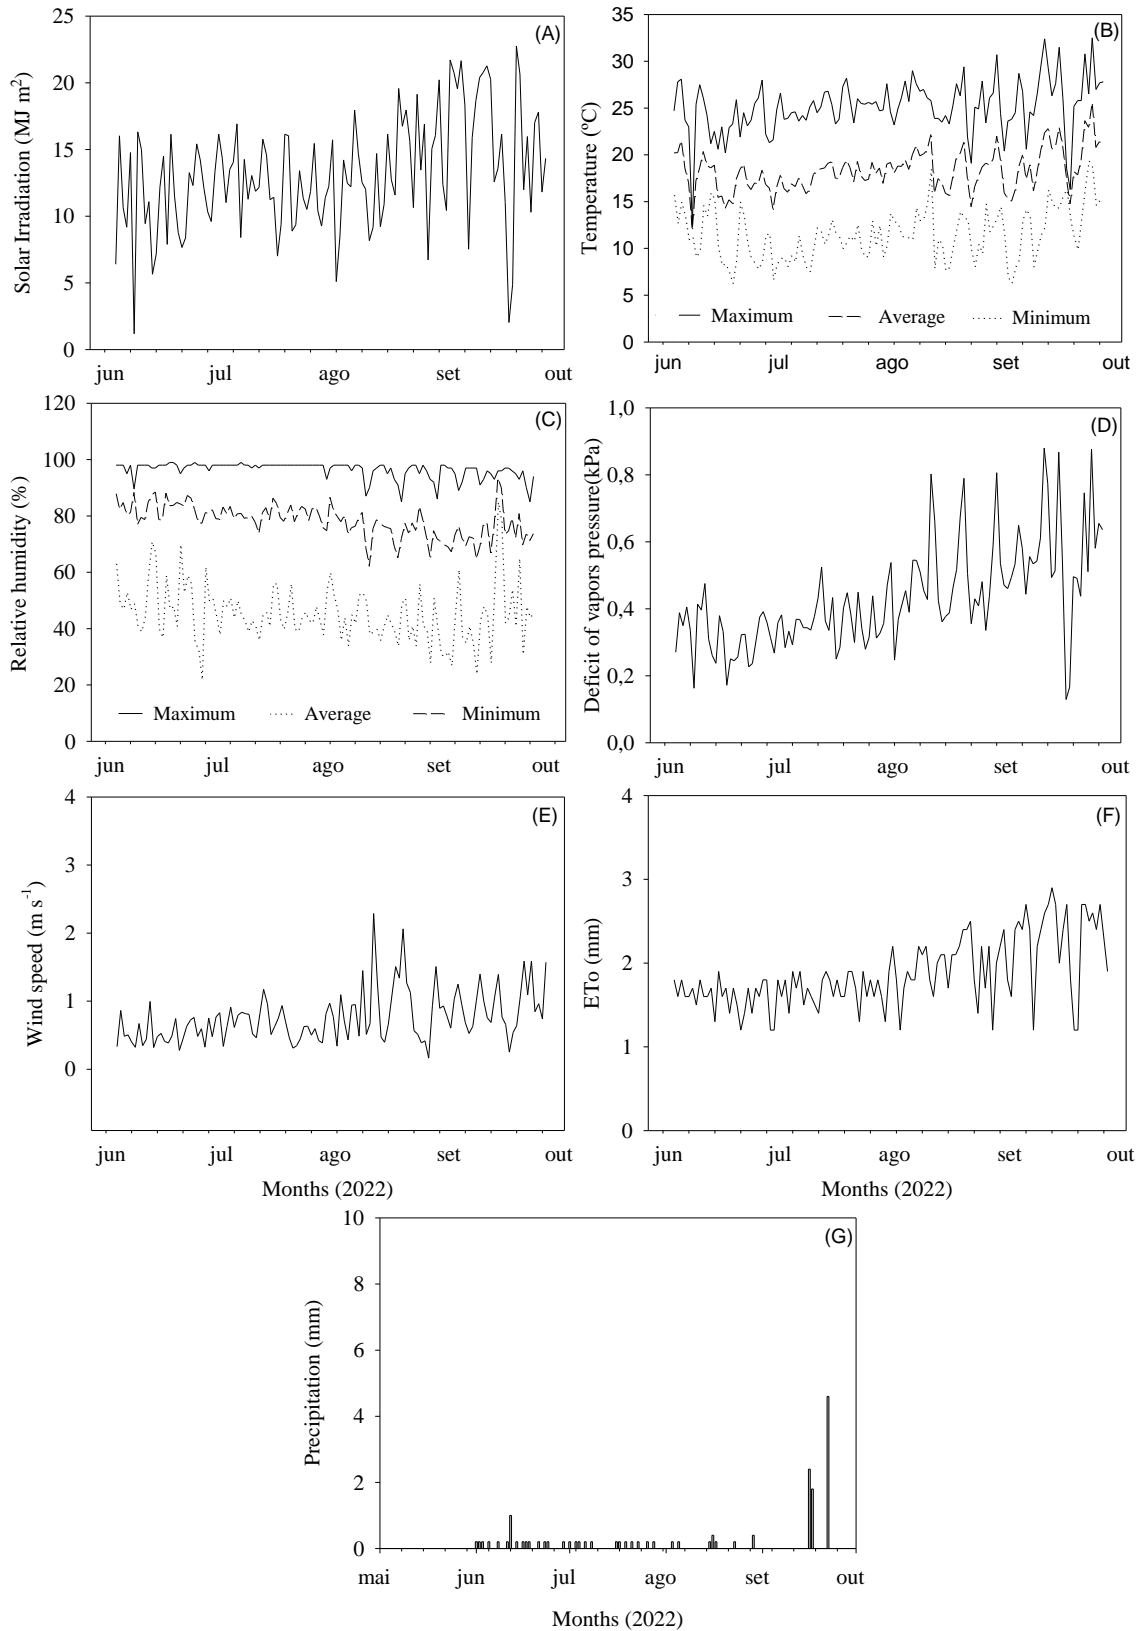 (A)
Solar Irradiation (MJ m²)
25
20
15
10
5
0
jun jul ago set out
(B)
Temperature (ºC)
35
30
25
20
15
10
5
0
Maximum Average Minimum
jun jul ago set out
(C)
Relative humidity (%)
120
100
80
60
40
20
0
Maximum Average Minimum
jun jul ago set out
(D)
Deficit of vapors pressure(kPa)
1,0
0,8
0,6
0,4
0,2
0,0
jun jul ago set out
(E)
Wind speed (m s⁻¹)
4
3
2
1
0
jun jul ago set out
Months (2022)
(F)
ETo (mm)
4
3
2
1
0
jun jul ago set out
Months (2022)
(G)
Precipitation (mm)
10
8
6
4
2
0
mai jun jul ago set out
Months (2022)